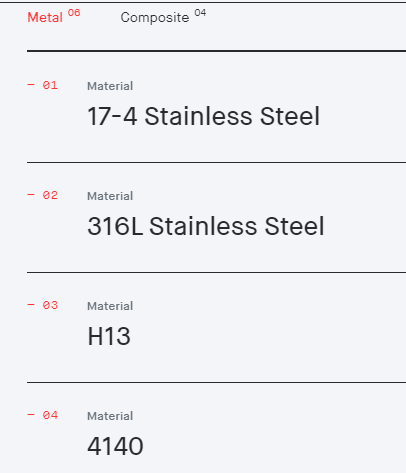 Metal 06 Composite 04
— 01 Material
17-4 Stainless Steel
— 02 Material
316L Stainless Steel
— 03 Material
H13
— 04 Material
4140